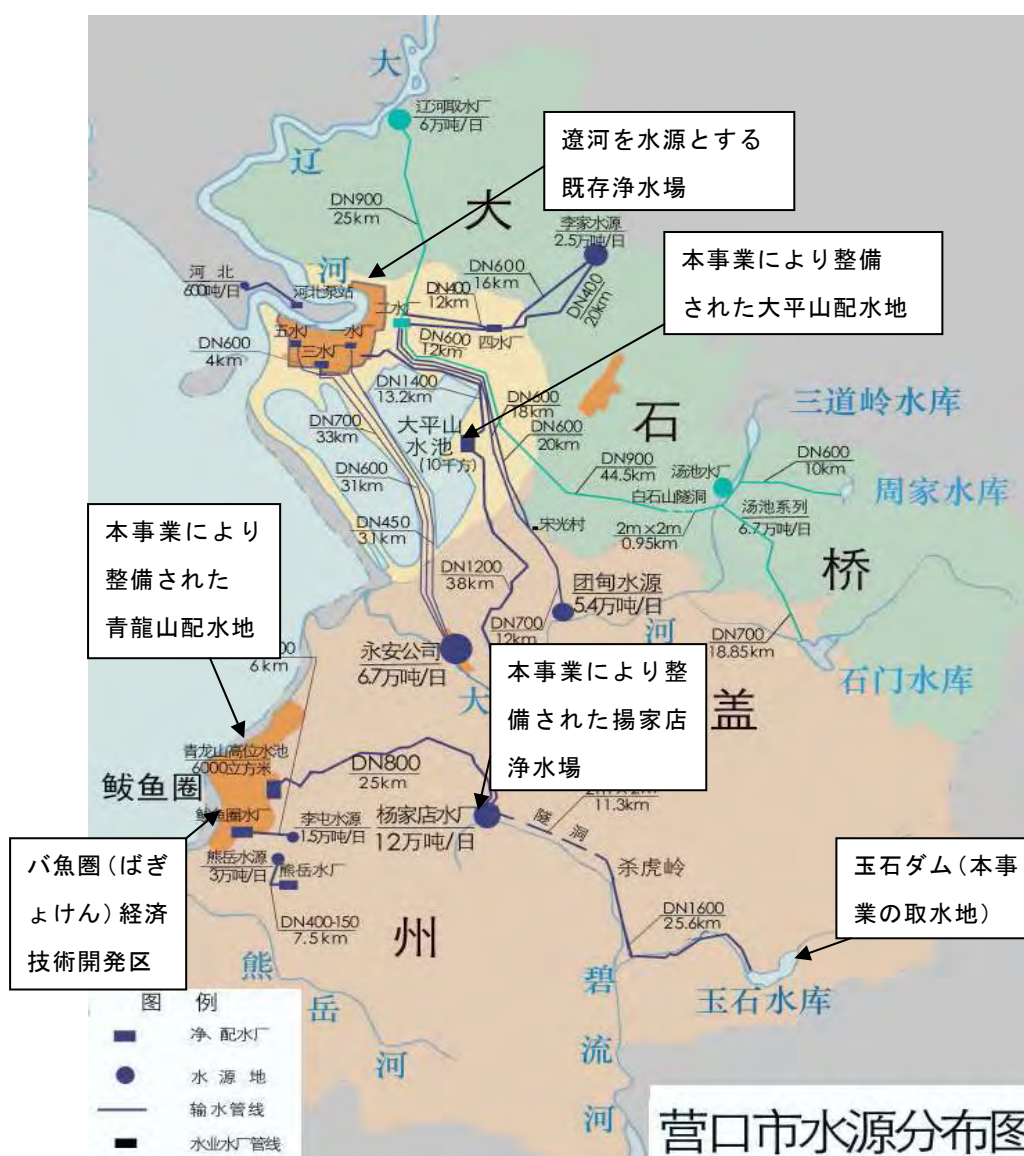 大
辽
河
辽河取水厂
6万吨/日
遼河を水源とする
既存浄水場
DN900
25km
大
石
桥
李家水源
2.5万吨/日
本事業により整備
された大平山配水地
河北
600吨/日
河北泵站
DN600
16km
DN400
12km
DN400
20km
二水厂
四水厂
DN600
12km
五水厂
一水厂
三水厂
DN600
4km
DN1400
13.2km
DN600
18km
DN600
20km
三道岭水库
DN700
33km
大平山
水池
(10千方)
DN900
44.5km
汤池水厂
DN600
10km
周家水库
DN600
31km
白石山隧洞
汤池系列
6.7万吨/日
2m×2m
0.95km
DN450
31km
宋光村
本事業により
整備された
青龍山配水地
DN1200
38km
团甸水源
5.4万吨/日
DN700
12km
河
DN700
18.85km
石门水库
6km
永安公司
6.7万吨/日
大
本事業により整
備された揚家店
浄水場
盖
州
青龙山高位水池
6000立方米
鲅鱼圈
DN800
25km
11.3km
隧洞
鲅鱼圈水厂
李屯水源
1.5万吨/日
杨家店水厂
12万吨/日
バ魚圏(ばぎ
ょけん)経済
技術開発区
熊岳水源
3万吨/日
熊岳水厂
杀虎岭
玉石ダム(本事
業の取水地)
DN400-150
7.5km
DN1600
25.6km
熊
岳
河
碧
流
河
玉石水库
图例
净、配水厂
水源地
输水管线
水业水厂管线
营口市水源分布图